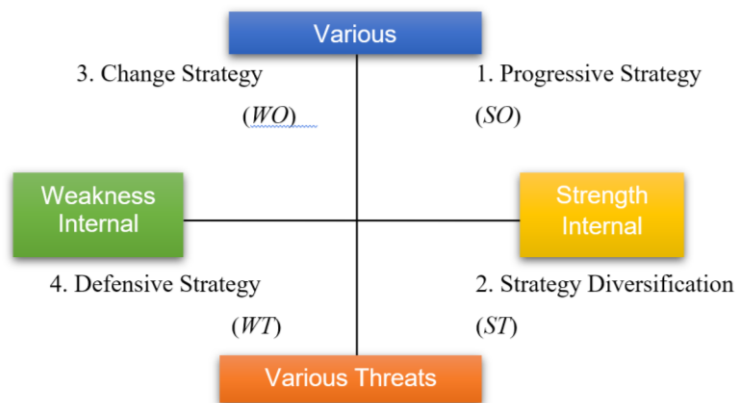 Various
3. Change Strategy
(WO)
1. Progressive Strategy
(SO)
Weakness
Internal
Strength
Internal
4. Defensive Strategy
(WT)
2. Strategy Diversification
(ST)
Various Threats